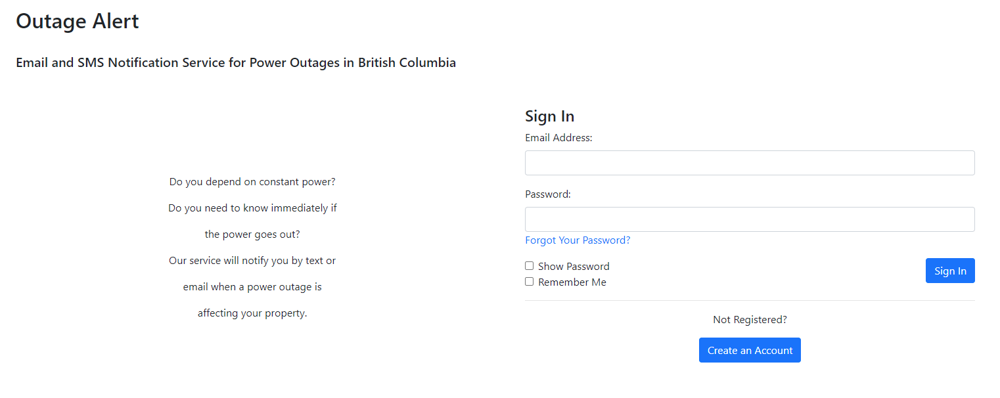 Outage Alert
Email and SMS Notification Service for Power Outages in British Columbia
Do you depend on constant power?
Do you need to know immediately if
the power goes out?
Our service will notify you by text or
email when a power outage is
affecting your property.
Sign In
Email Address:
Password:
Forgot Your Password?
Show Password
Remember Me
Sign In
Not Registered?
Create an Account